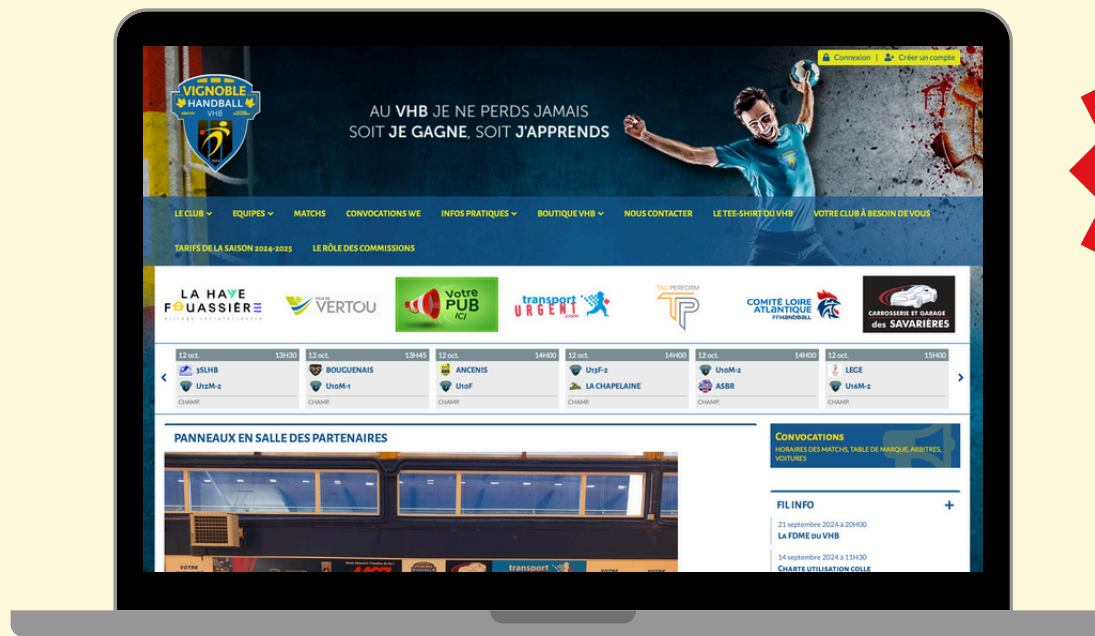 Connexion | Créer un compte
VIGNOBLE
HANDBALL
VHB
AU VHB JE NE PERDS JAMAIS
SOIT JE GAGNE, SOIT J'APPRENDS
LE CLUB EQUIPES MATCHS CONVOCATIONS WE INFOS PRATIQUES BOUTIQUE VHB NOUS CONTACTER LE TEE-SHIRT DU VHB VOTRE CLUB À BESOIN DE VOUS
TARIFS DE LA SAISON 2024-2025 LE RÔLE DES COMMISSIONS
LA HAYE
FOUASSIÈRE
VERTOU
Votre
PUB
ICI
transport
URGENT
.com
TAC-PERFORM
TP
COMITÉ LOIRE
ATLANTIQUE
FFHANDBALL
CARROSSERIE ET GARAGE
des SAVARIÈRES
12 oct. 13H30
3SLHB
U12M-2
CHAMP.
12 oct. 13H45
BOUGUENAIS
U10M-1
CHAMP.
12 oct. 14H00
ANCENIS
U10F
CHAMP.
12 oct. 14H00
U13F-2
LA CHAPELAINE
CHAMP.
12 oct. 14H00
U10M-2
ASBR
CHAMP.
12 oct. 15H00
LEGE
U16M-2
CHAMP.
PANNEAUX EN SALLE DES PARTENAIRES
VOTRE
transport
VOTRE
VOTRE
CONVOCATIONS
HORAIRES DES MATCHS, TABLE DE MARQUE, ARBITRES,
VOITURES
FIL INFO
21 septembre 2024 à 20H00
LA FDME DU VHB
14 septembre 2024 à 11H30
CHARTE UTILISATION COLLE